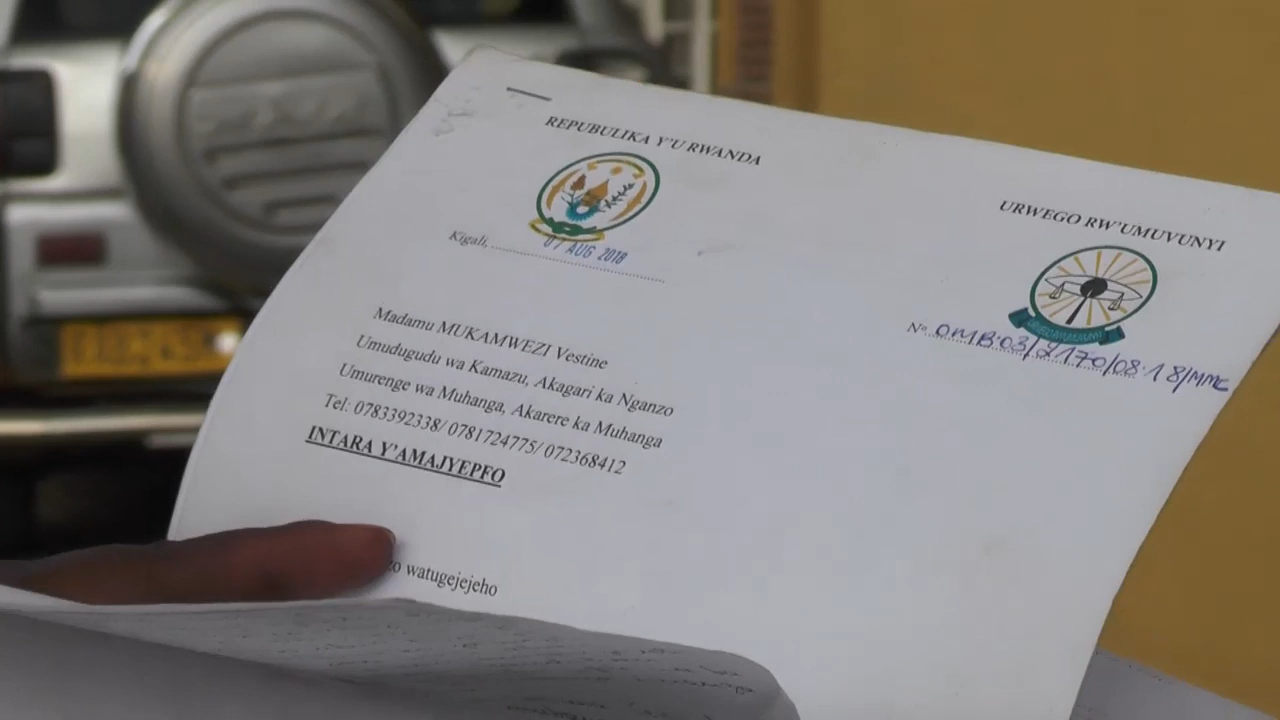 REPUBULIKA Y'U RWANDA
Kigali, 07 AUG 2018
URWEGO RW'UMUVUNYI
N° OMB.03/2170/08.18/MMC
Madamu MUKAMWEZI Vestine
Umudugudu wa Kamazu, Akagari ka Nganzo
Umurenge wa Muhanga, Akarere ka Muhanga
Tel: 0783392338/ 0781724775/ 072368412
INTARA Y'AMAJYEPFO
watugejejeho